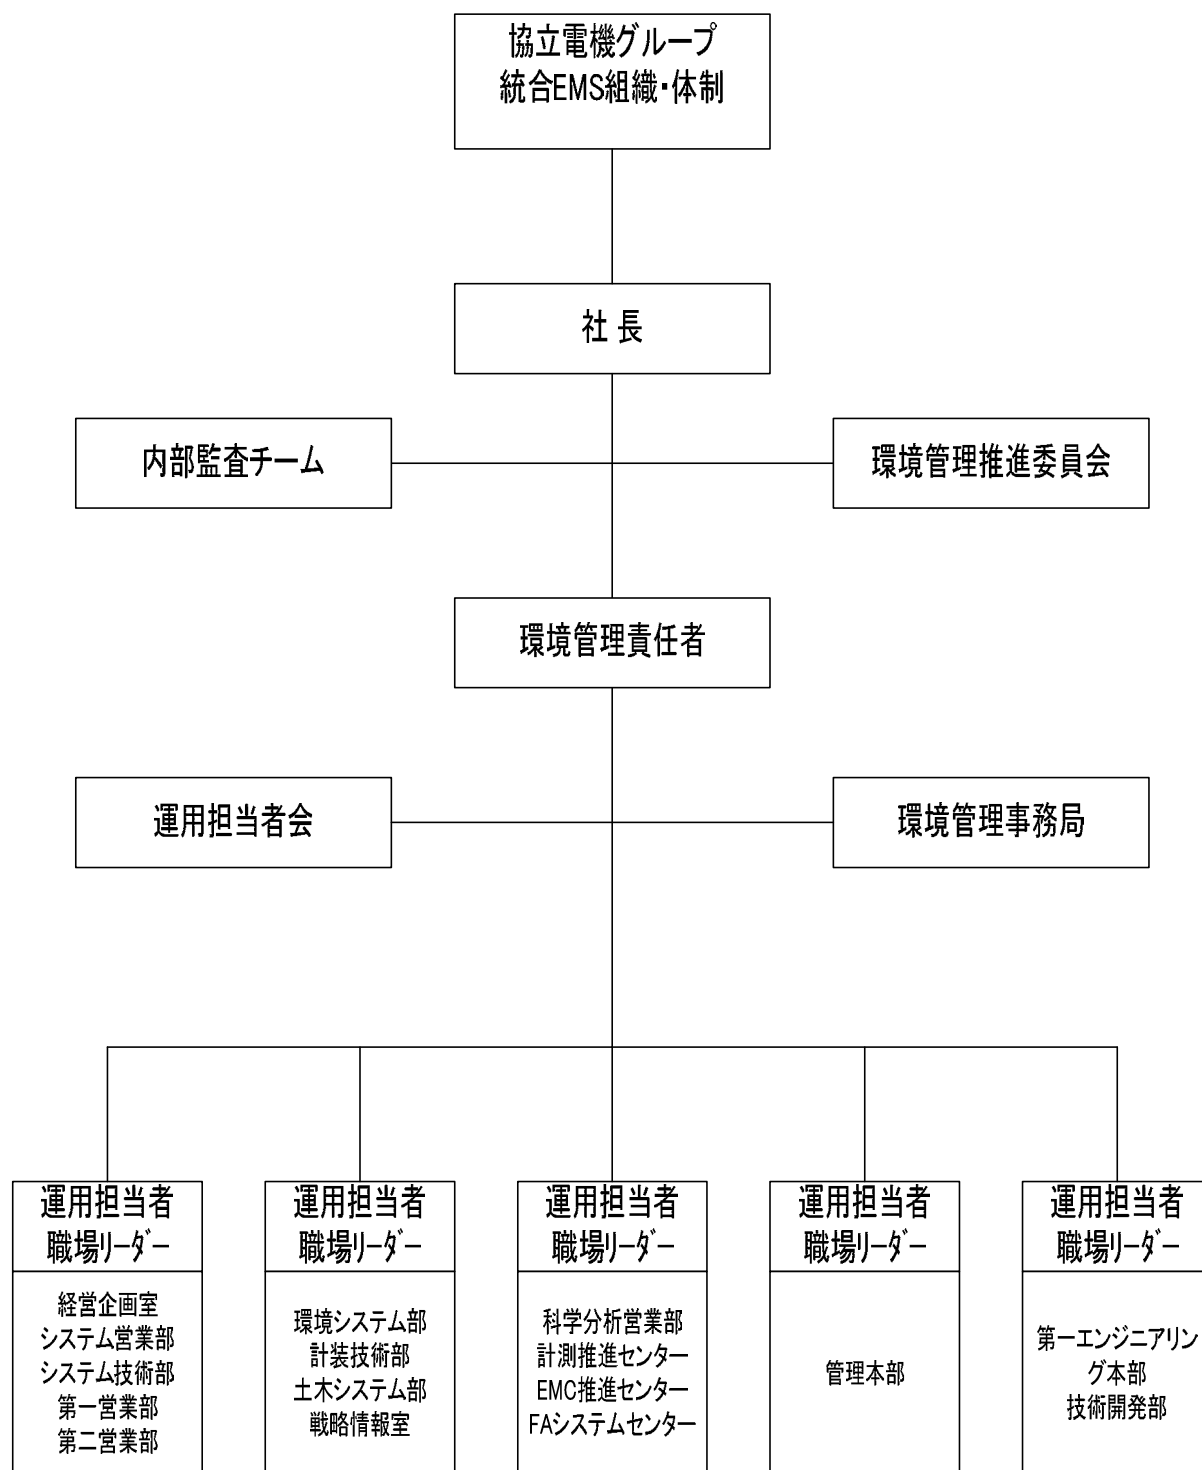 協立電機グループ
統合EMS組織・体制
社 長
内部監査チーム
環境管理推進委員会
環境管理責任者
運用担当者会
環境管理事務局
運用担当者
職場リーダー
経営企画室
システム営業部
システム技術部
第一営業部
第二営業部
運用担当者
職場リーダー
環境システム部
計装技術部
土木システム部
戦略情報室
運用担当者
職場リーダー
科学分析営業部
計測推進センター
EMC推進センター
FAシステムセンター
運用担当者
職場リーダー
管理本部
運用担当者
職場リーダー
第一エンジニアリン
グ本部
技術開発部